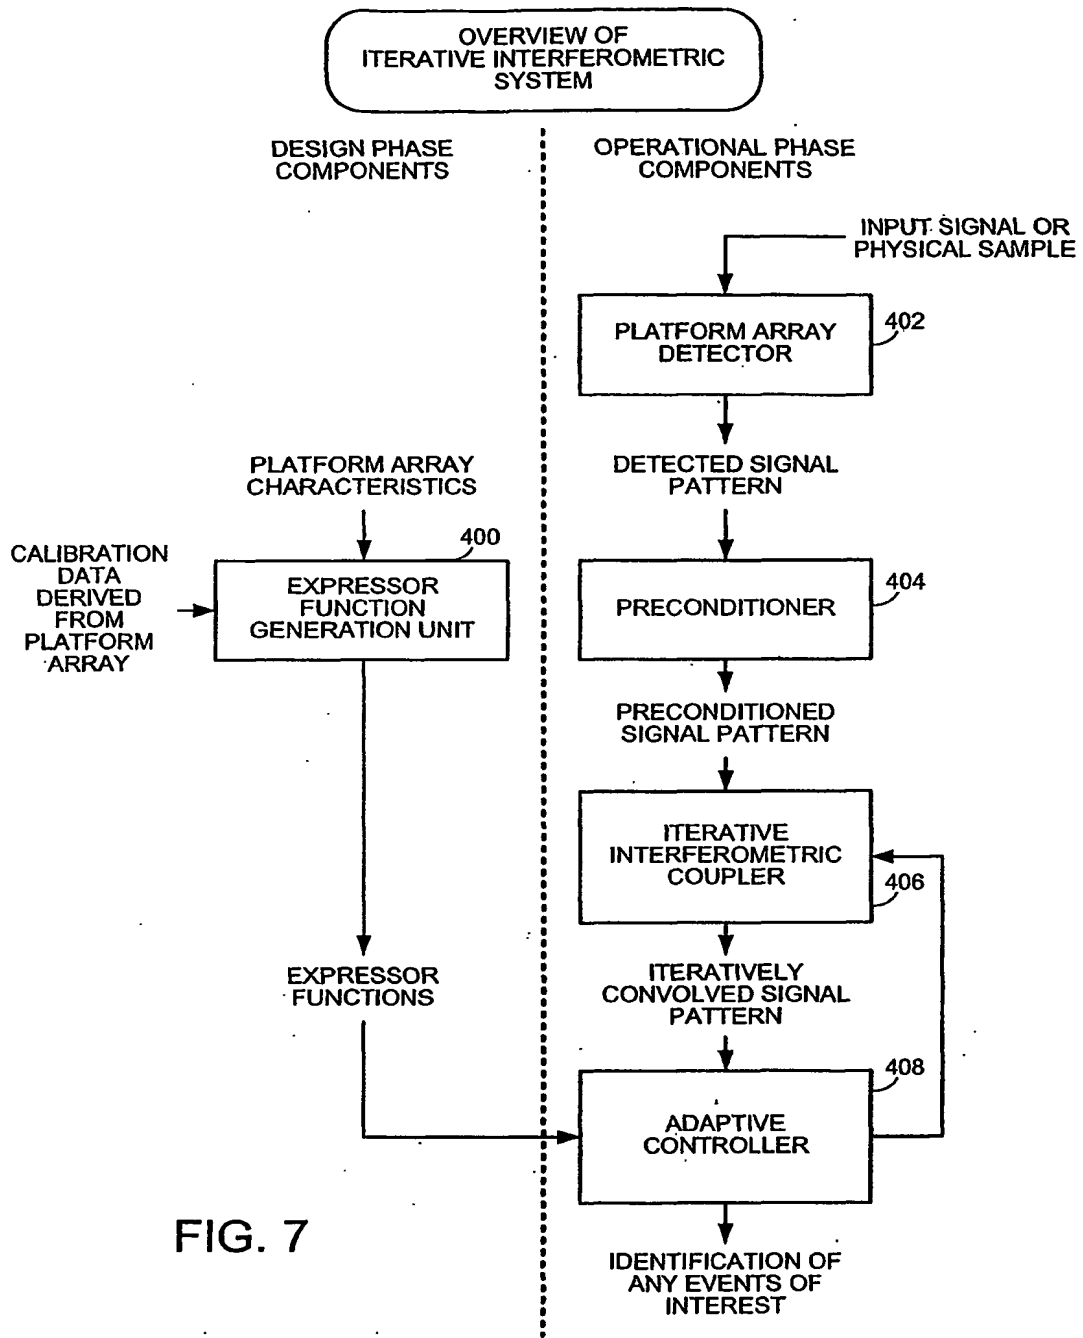 OVERVIEW OF
ITERATIVE INTERFEROMETRIC
SYSTEM
DESIGN PHASE
COMPONENTS
OPERATIONAL PHASE
COMPONENTS
INPUT SIGNAL OR
PHYSICAL SAMPLE
PLATFORM ARRAY
DETECTOR
402
DETECTED SIGNAL
PATTERN
PLATFORM ARRAY
CHARACTERISTICS
CALIBRATION
DATA
DERIVED
FROM
PLATFORM
ARRAY
400
EXPRESSOR
FUNCTION
GENERATION UNIT
PRECONDITIONER
404
PRECONDITIONED
SIGNAL PATTERN
ITERATIVE
INTERFEROMETRIC
COUPLER
406
EXPRESSOR
FUNCTIONS
ITERATIVELY
CONVOLVED SIGNAL
PATTERN
408
ADAPTIVE
CONTROLLER
IDENTIFICATION OF
ANY EVENTS OF
INTEREST
FIG. 7